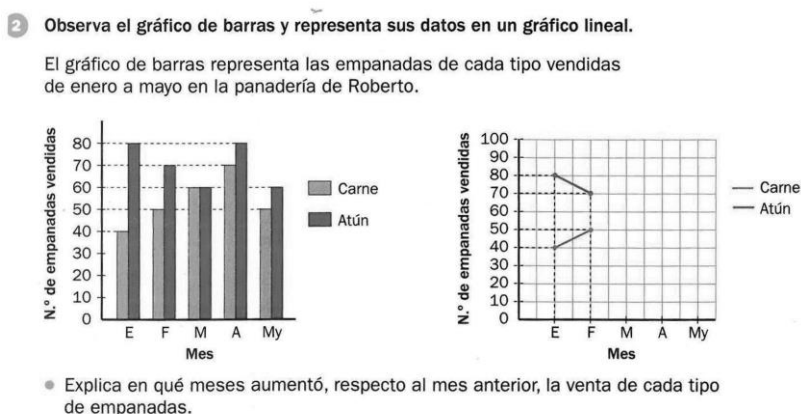 2 Observa el gráfico de barras y representa sus datos en un gráfico lineal.
El gráfico de barras representa las empanadas de cada tipo vendidas
de enero a mayo en la panadería de Roberto.
N.º de empanadas vendidas
80
70
60
50
40
30
20
10
0
E F M A My
Mes
Carne
Atún
N.º de empanadas vendidas
100
90
80
70
60
50
40
30
20
10
0
E F M A My
Mes
Carne
Atún
● Explica en qué meses aumentó, respecto al mes anterior, la venta de cada tipo
de empanadas.